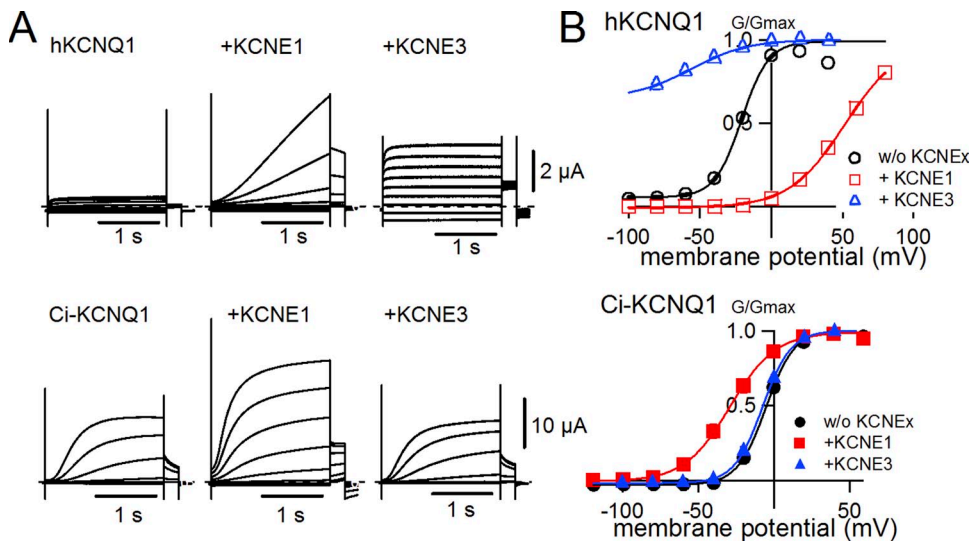 A
hKCNQ1
+KCNE1
+KCNE3
2 µA
1 s
1 s
1 s
Ci-KCNQ1
+KCNE1
+KCNE3
10 µA
1 s
1 s
1 s
B
hKCNQ1
G/Gmax
1.0
0.5
w/o KCNEx
+ KCNE1
+ KCNE3
-100
-50
0
50
100
membrane potential (mV)
Ci-KCNQ1
G/Gmax
1.0
0.5
w/o KCNEx
+KCNE1
+KCNE3
-100
-50
0
50
membrane potential (mV)